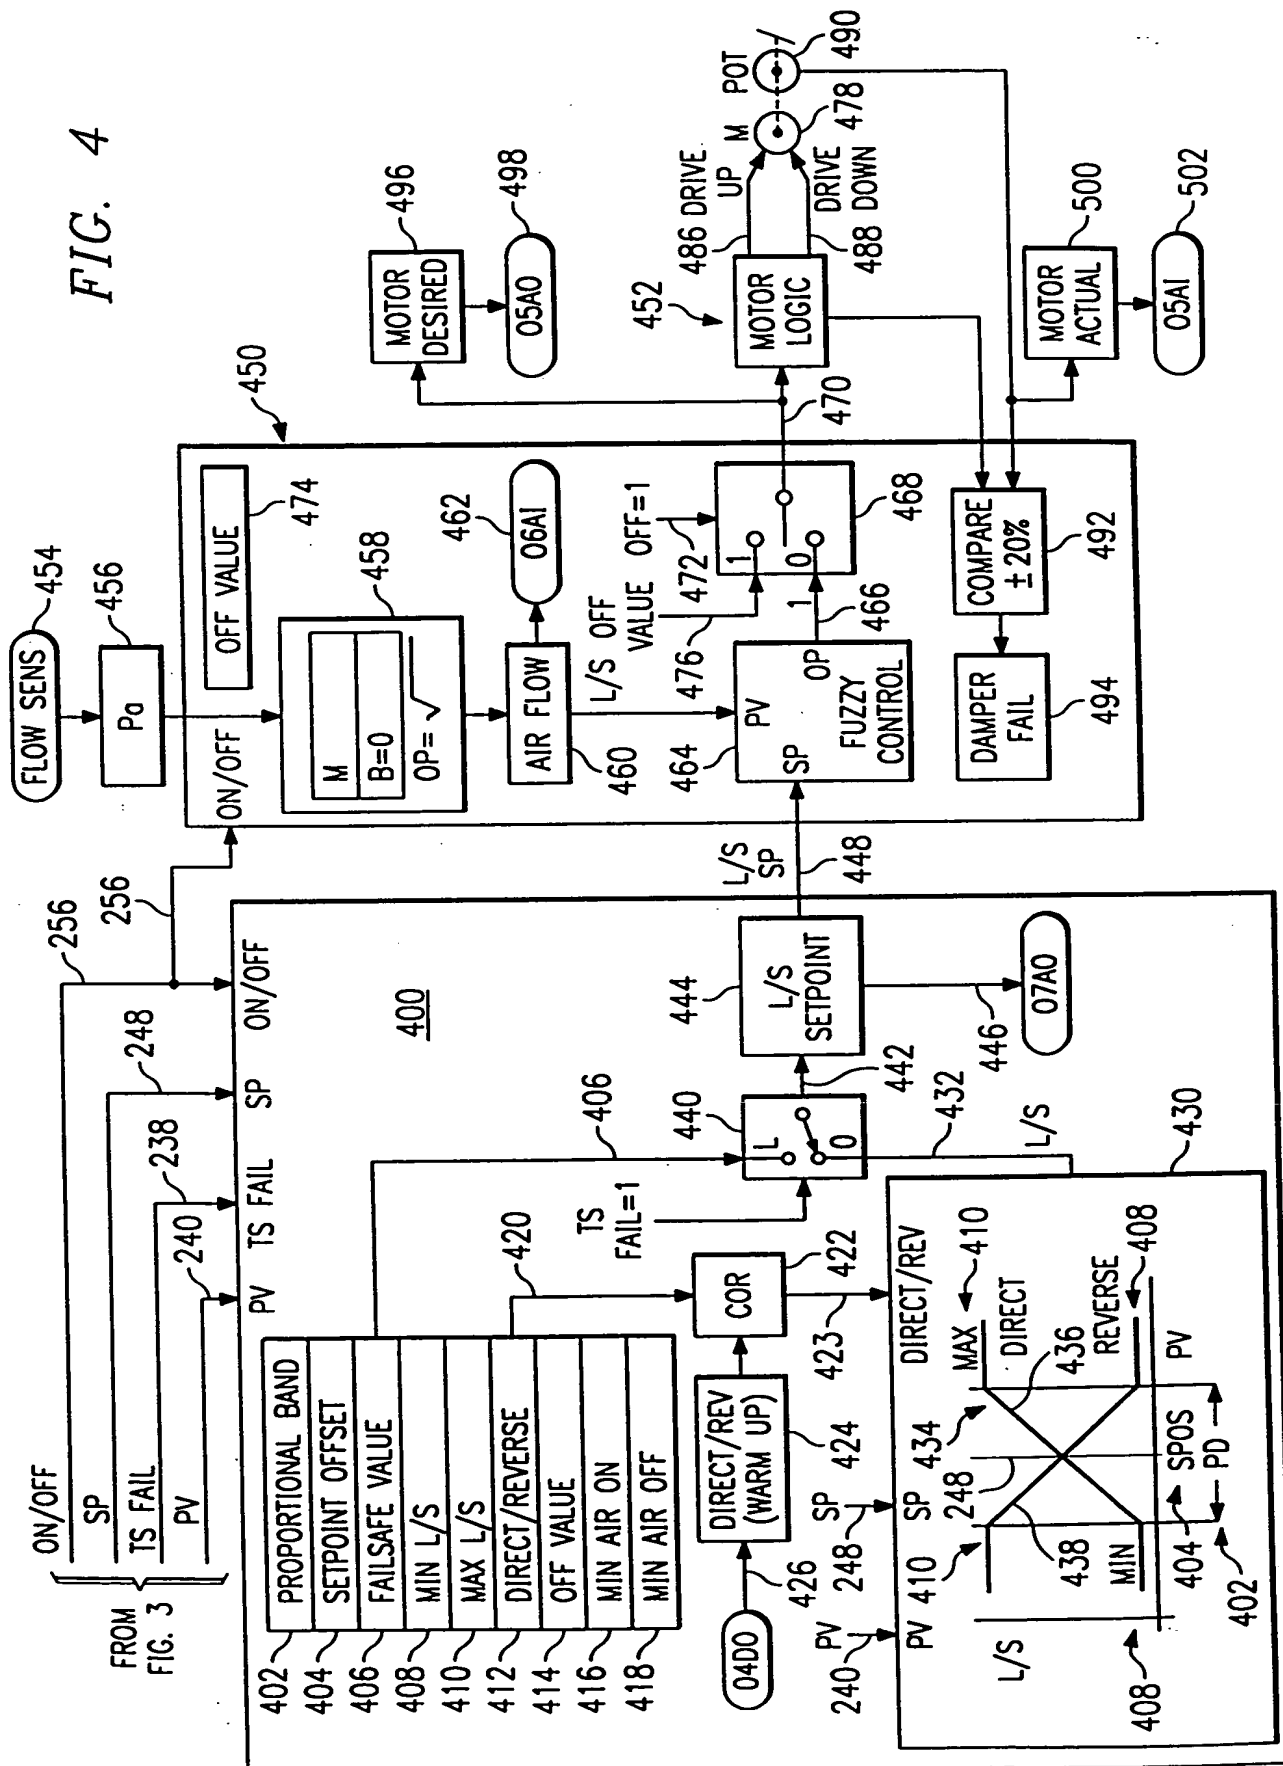 FIG. 4
FROM
FIG. 3
ON/OFF
SP
TS FAIL
PV
256
256
248
238
240
PV
TS FAIL
SP
ON/OFF
400
402
PROPORTIONAL BAND
404
SETPOINT OFFSET
406
FAILSAFE VALUE
408
MIN L/S
410
MAX L/S
412
DIRECT/REVERSE
414
OFF VALUE
416
MIN AIR ON
418
MIN AIR OFF
420
406
TS
FAIL=1
440
L
0
442
444
L/S
SETPOINT
446
07A0
L/S
SP
448
432
L/S
04D0
426
DIRECT/REV
(WARM UP)
424
COR
422
423
430
PV
240
PV
SP
248
SP
DIRECT/REV
L/S
410
438
MIN
408
434
248
MAX
410
DIRECT
436
REVERSE
408
PV
404
SPOS
402
PD
FLOW SENS
454
Pa
456
450
ON/OFF
OFF VALUE
474
M
B=0
OP=√
458
AIR FLOW
460
06A1
462
L/S
OFF
VALUE
OFF=1
476
472
1
0
468
464
PV
SP
OP
FUZZY
CONTROL
1
466
470
COMPARE
±20%
492
DAMPER
FAIL
494
MOTOR
DESIRED
496
05A0
498
452
MOTOR
LOGIC
486
DRIVE
UP
488
DRIVE
DOWN
M
478
POT
490
MOTOR
ACTUAL
500
05A1
502